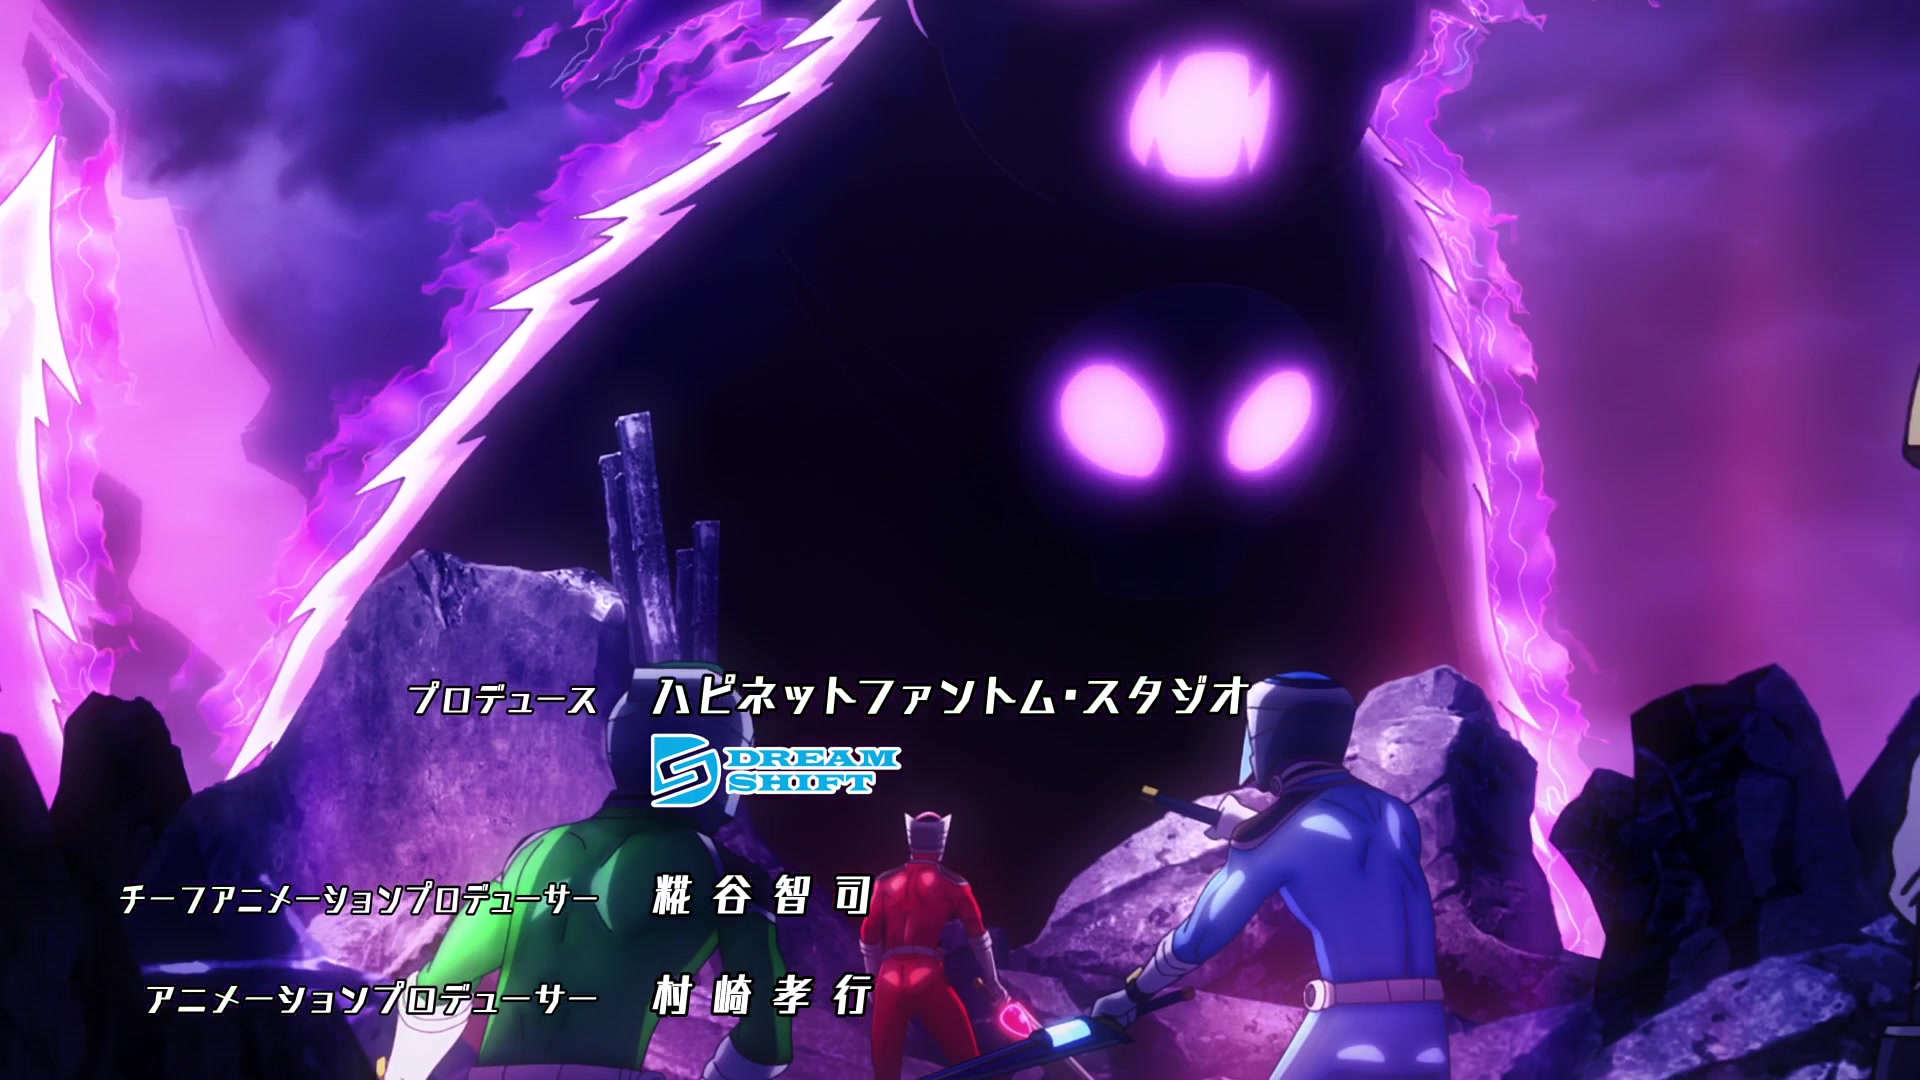 プロデュース ハピネットファントム・スタジオ
DREAM
SHIFT
チーフアニメーションプロデューサー 糀谷智司
アニメーションプロデューサー 村崎孝行